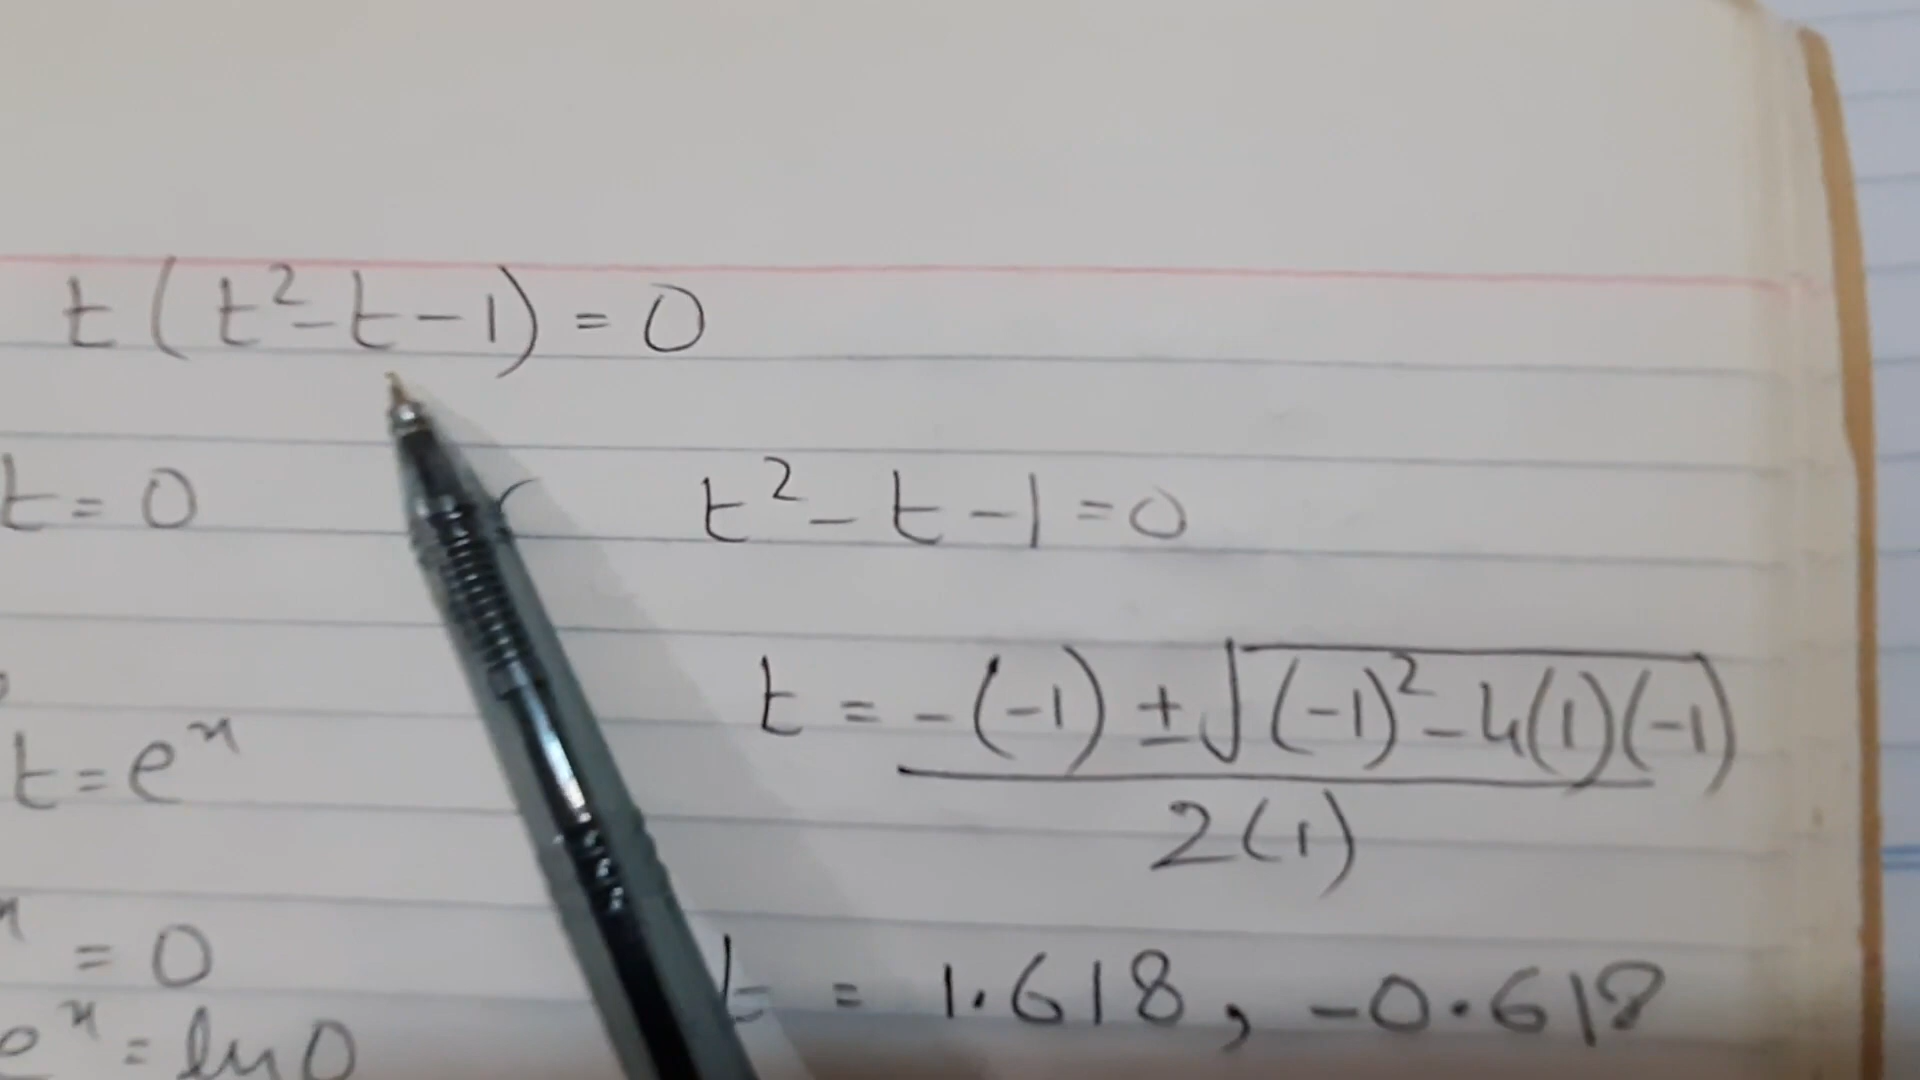 t(t²-t-1) = 0
t = 0 t² - t - 1 = 0
t = -(-1) ± √(-1)² - 4(1)(-1)
2(1)
t = eˣ
ˣ = 0
t = 1.618, -0.618
eˣ = ln 0